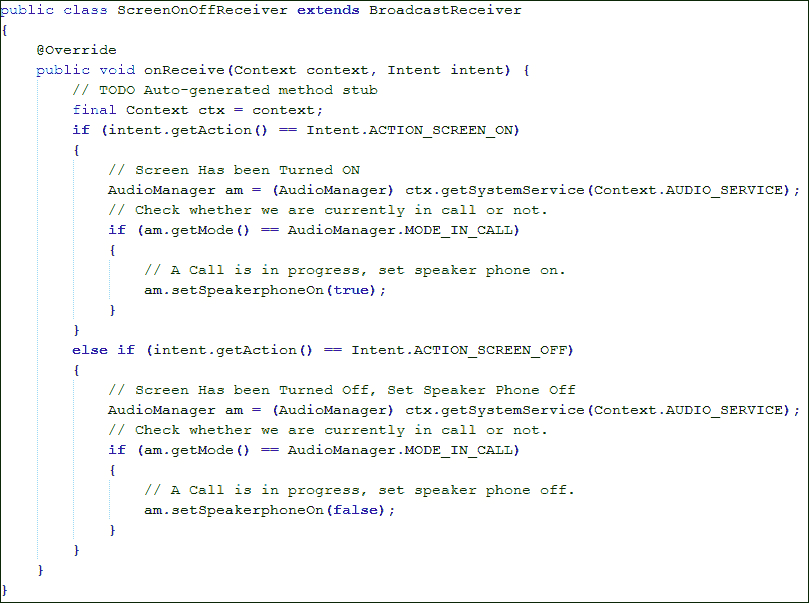 public class ScreenOnOffReceiver extends BroadcastReceiver
{
    @Override
    public void onReceive(Context context, Intent intent) {
        // TODO Auto-generated method stub
        final Context ctx = context;
        if (intent.getAction() == Intent.ACTION_SCREEN_ON)
        {
            // Screen Has been Turned ON
            AudioManager am = (AudioManager) ctx.getSystemService(Context.AUDIO_SERVICE);
            // Check whether we are currently in call or not.
            if (am.getMode() == AudioManager.MODE_IN_CALL)
            {
                // A Call is in progress, set speaker phone on.
                am.setSpeakerphoneOn(true);
            }
        }
        else if (intent.getAction() == Intent.ACTION_SCREEN_OFF)
        {
            // Screen Has been Turned Off, Set Speaker Phone Off
            AudioManager am = (AudioManager) ctx.getSystemService(Context.AUDIO_SERVICE);
            // Check whether we are currently in call or not.
            if (am.getMode() == AudioManager.MODE_IN_CALL)
            {
                // A Call is in progress, set speaker phone off.
                am.setSpeakerphoneOn(false);
            }
        }
    }
}